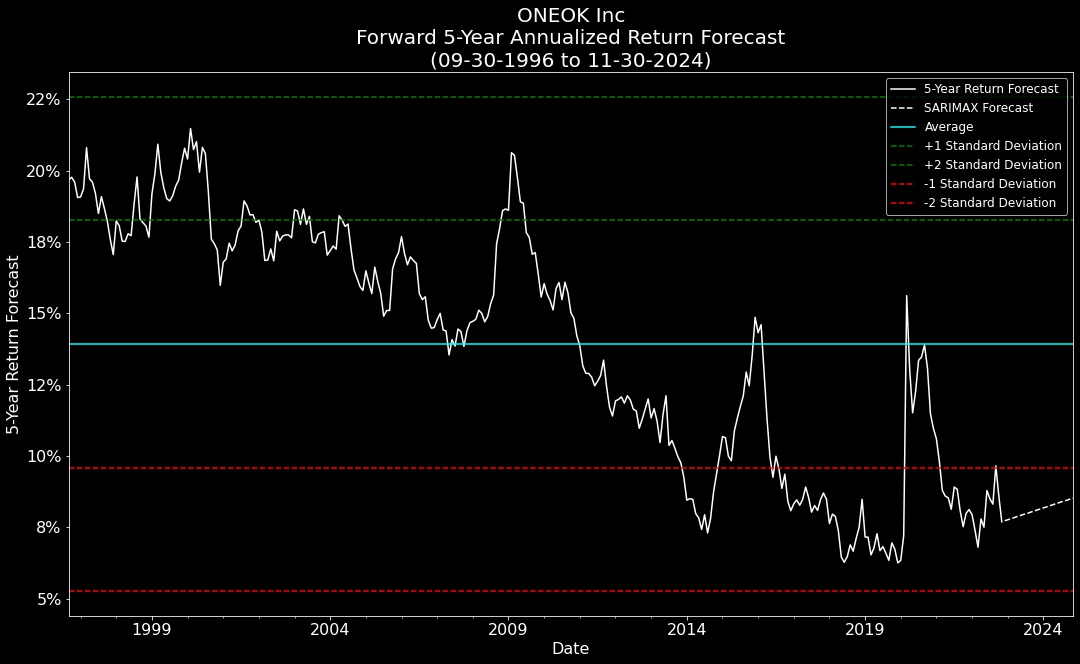 ONEOK Inc
Forward 5-Year Annualized Return Forecast
(09-30-1996 to 11-30-2024)
5-Year Return Forecast
SARIMAX Forecast
Average
+1 Standard Deviation
+2 Standard Deviation
-1 Standard Deviation
-2 Standard Deviation
22%
20%
18%
15%
12%
10%
8%
5%
5-Year Return Forecast
1999
2004
2009
2014
2019
2024
Date